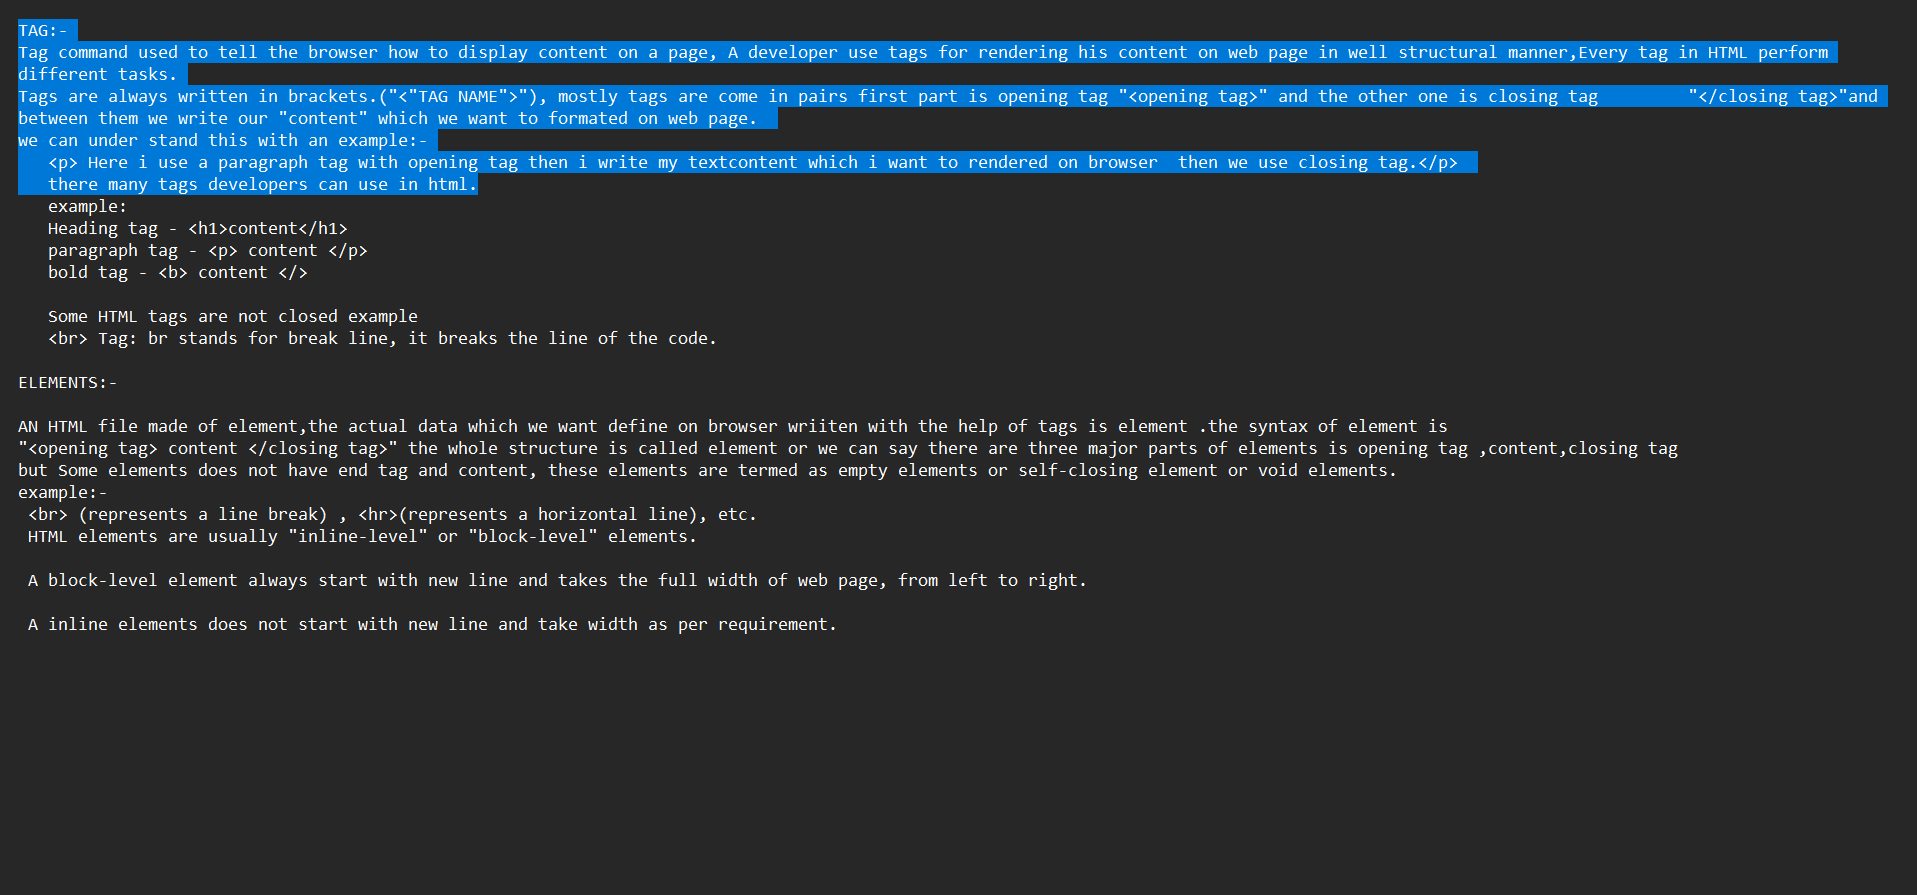 TAG:-
Tag command used to tell the browser how to display content on a page, A developer use tags for rendering his content on web page in well structural manner,Every tag in HTML perform
different tasks.
Tags are always written in brackets.("<"TAG NAME">"), mostly tags are come in pairs first part is opening tag "<opening tag>" and the other one is closing tag         "</closing tag>"and
between them we write our "content" which we want to formated on web page.
we can under stand this with an example:-
   <p> Here i use a paragraph tag with opening tag then i write my textcontent which i want to rendered on browser  then we use closing tag.</p>
   there many tags developers can use in html.
   example:
   Heading tag - <h1>content</h1>
   paragraph tag - <p> content </p>
   bold tag - <b> content </>

   Some HTML tags are not closed example
   <br> Tag: br stands for break line, it breaks the line of the code.

ELEMENTS:-

AN HTML file made of element,the actual data which we want define on browser wriiten with the help of tags is element .the syntax of element is
"<opening tag> content </closing tag>" the whole structure is called element or we can say there are three major parts of elements is opening tag ,content,closing tag
but Some elements does not have end tag and content, these elements are termed as empty elements or self-closing element or void elements.
example:-
 <br> (represents a line break) , <hr>(represents a horizontal line), etc.
 HTML elements are usually "inline-level" or "block-level" elements.

 A block-level element always start with new line and takes the full width of web page, from left to right.

 A inline elements does not start with new line and take width as per requirement.